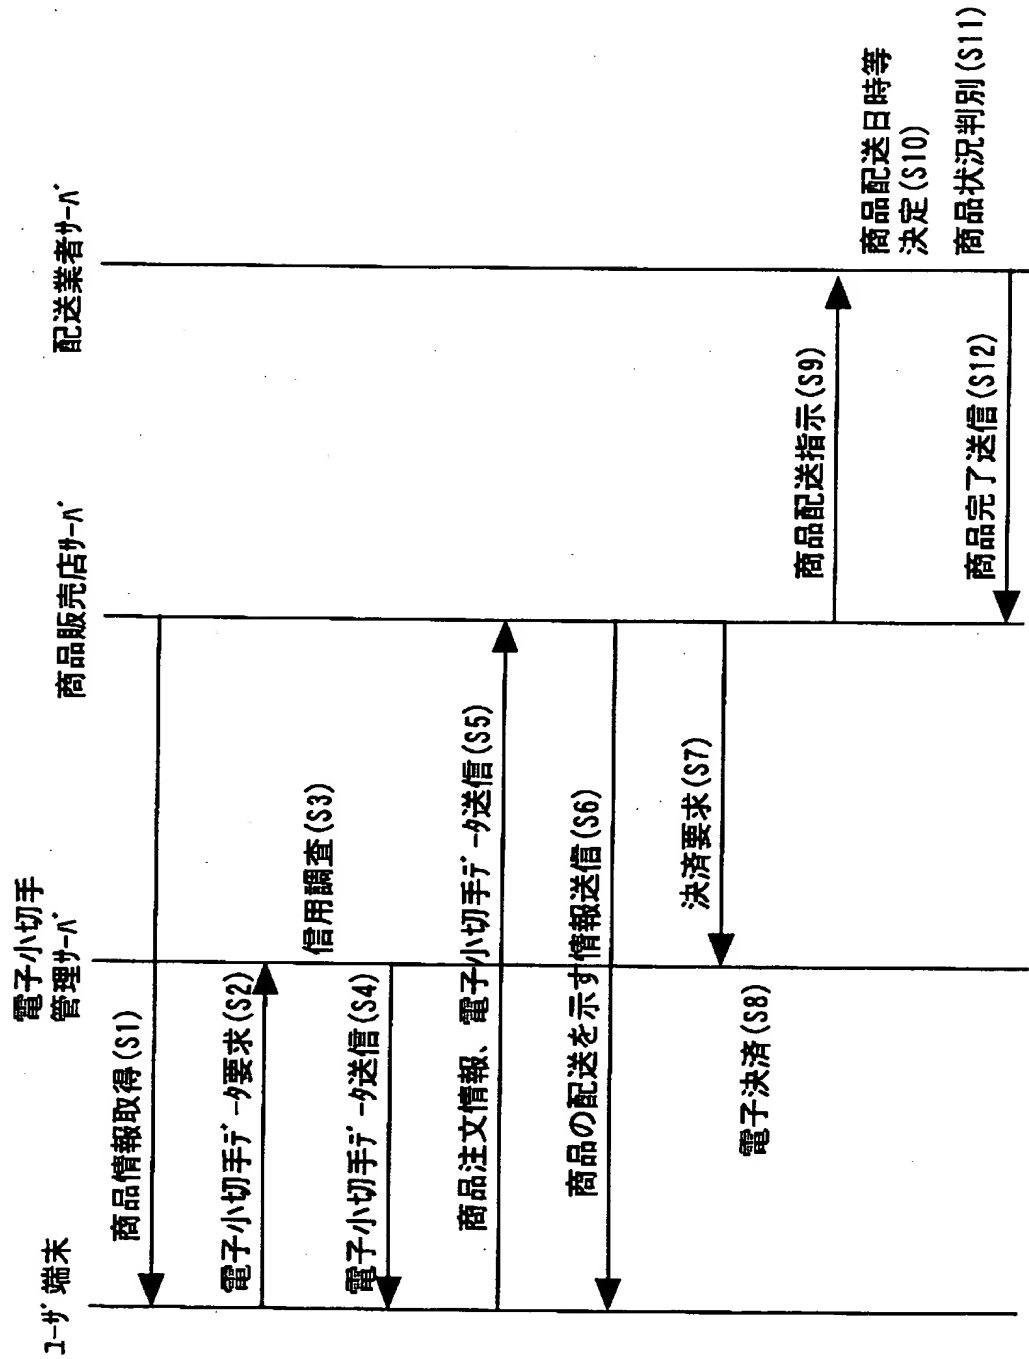 ﾕｰｻﾞ端末
電子小切手
管理ｻｰﾊﾞ
商品販売店ｻｰﾊﾞ
配送業者ｻｰﾊﾞ
商品情報取得(S1)
電子小切手ﾃﾞｰﾀ要求(S2)
信用調査(S3)
電子小切手ﾃﾞｰﾀ送信(S4)
商品注文情報、電子小切手ﾃﾞｰﾀ送信(S5)
商品の配送を示す情報送信(S6)
決済要求(S7)
電子決済(S8)
商品配送指示(S9)
商品配送日時等
決定(S10)
商品状況判別(S11)
商品完了送信(S12)